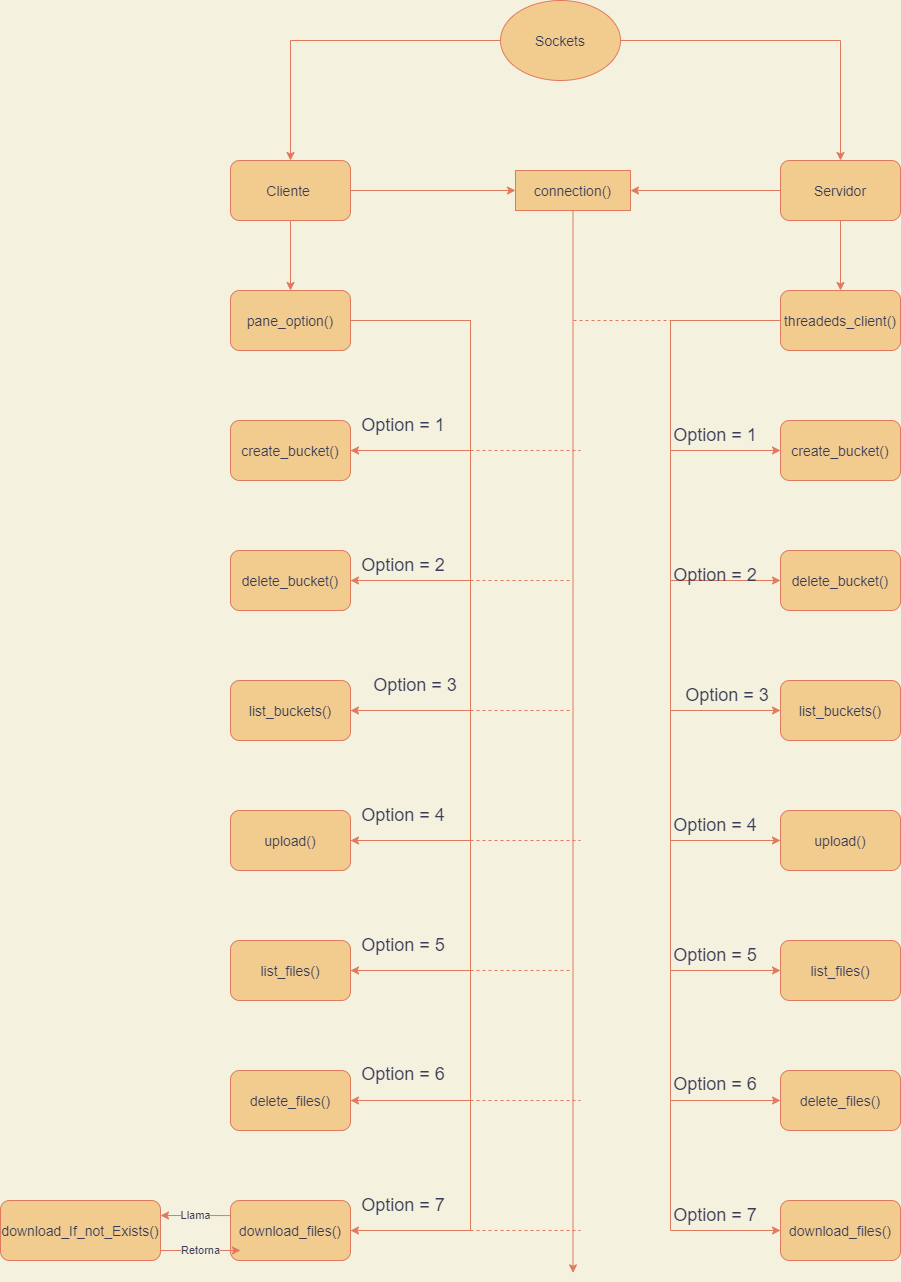 Sockets
Cliente
connection()
Servidor
pane_option()
threadeds_client()
Option = 1
Option = 1
create_bucket()
create_bucket()
Option = 2
Option = 2
delete_bucket()
delete_bucket()
Option = 3
Option = 3
list_buckets()
list_buckets()
Option = 4
Option = 4
upload()
upload()
Option = 5
Option = 5
list_files()
list_files()
Option = 6
Option = 6
delete_files()
delete_files()
Option = 7
Option = 7
Llama
download_If_not_Exists()
download_files()
download_files()
Retorna